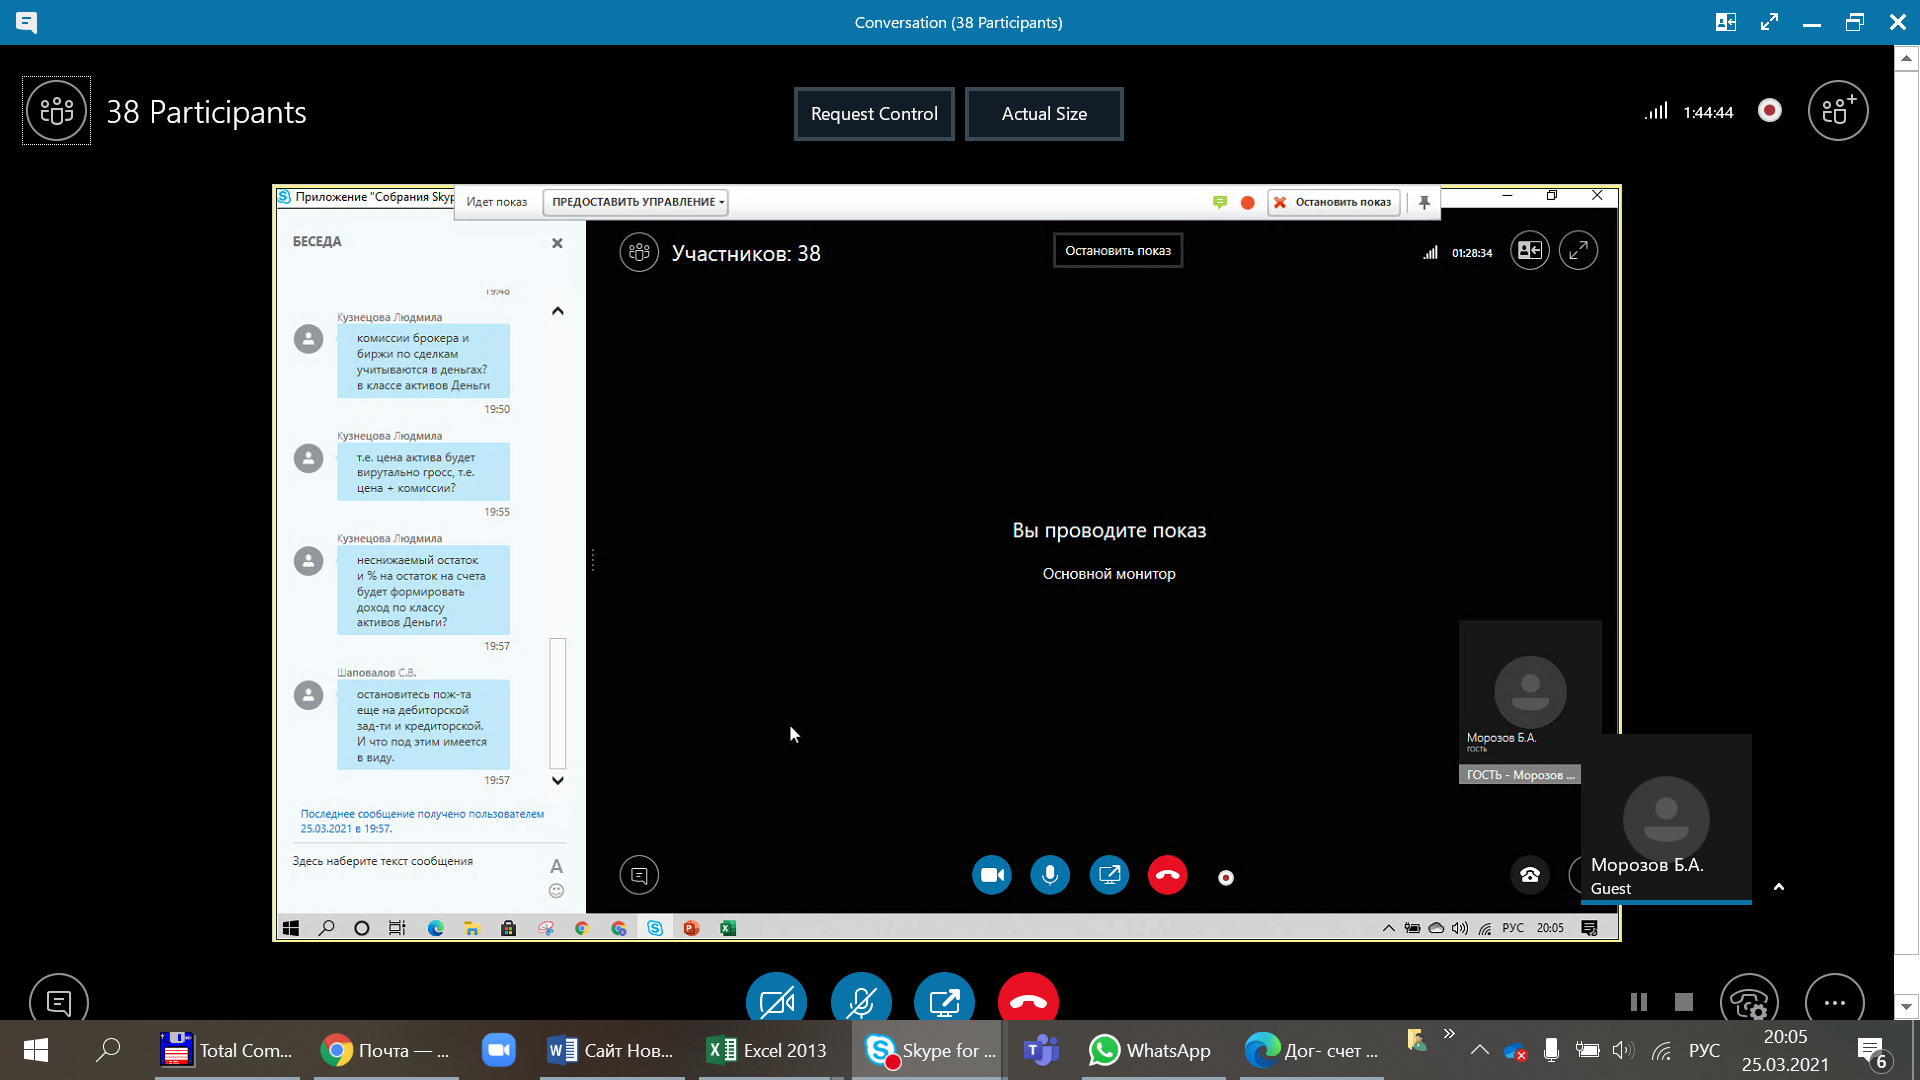 Conversation (38 Participants)
38 Participants
Request Control
Actual Size
1:44:44
Приложение "Собрания Skyp
Идет показ
ПРЕДОСТАВИТЬ УПРАВЛЕНИЕ
Остановить показ
БЕСЕДА
Участников: 38
Остановить показ
01:28:34
19:48
Кузнецова Людмила
комиссии брокера и
биржи по сделкам
учитываются в деньгах?
в классе активов Деньги
19:50
Кузнецова Людмила
т.е. цена актива будет
вирутально гросс, т.е.
цена + комиссии?
19:55
Кузнецова Людмила
неснижаемый остаток
и % на остаток на счета
будет формировать
доход по классу
активов Деньги?
19:57
Шаповалов С.В.
остановитесь пож-та
еще на дебиторской
зад-ти и кредиторской.
И что под этим имеется
в виду.
19:57
Последнее сообщение получено пользователем
25.03.2021 в 19:57.
Здесь наберите текст сообщения
A
Вы проводите показ
Основной монитор
Морозов Б.А.
гость
ГОСТЬ - Морозов ...
Морозов Б.А.
Guest
РУС
20:05
Total Com...
Почта — ...
Сайт Нов...
Excel 2013
Skype for ...
WhatsApp
Дог- счет ...
РУС
20:05
25.03.2021
6